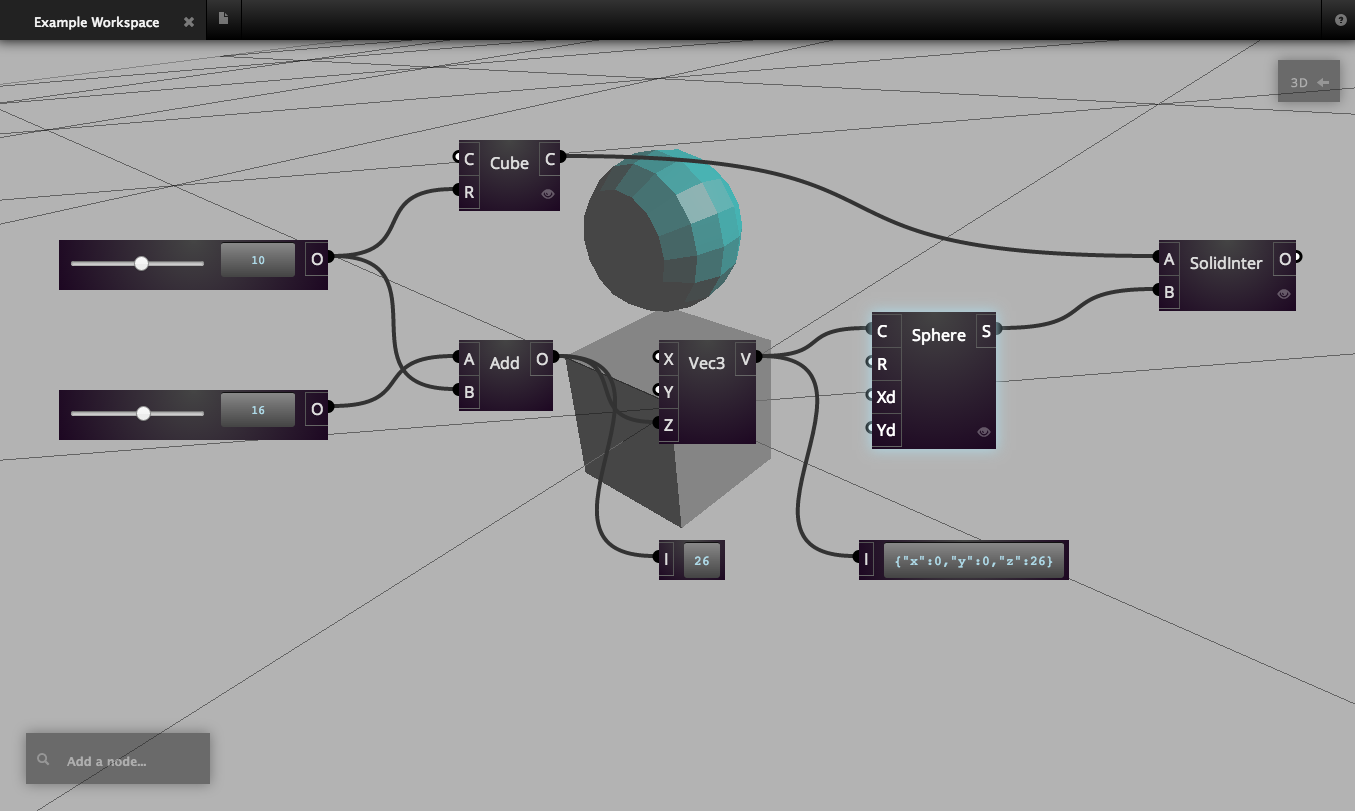 Example Workspace
3D
C Cube C
R
10 O
A SolidInter O
B
C Sphere S
R
Xd
Yd
A Add O
B
X Vec3 V
Y
Z
16 O
I 26
I {"x":0,"y":0,"z":26}
Add a node...